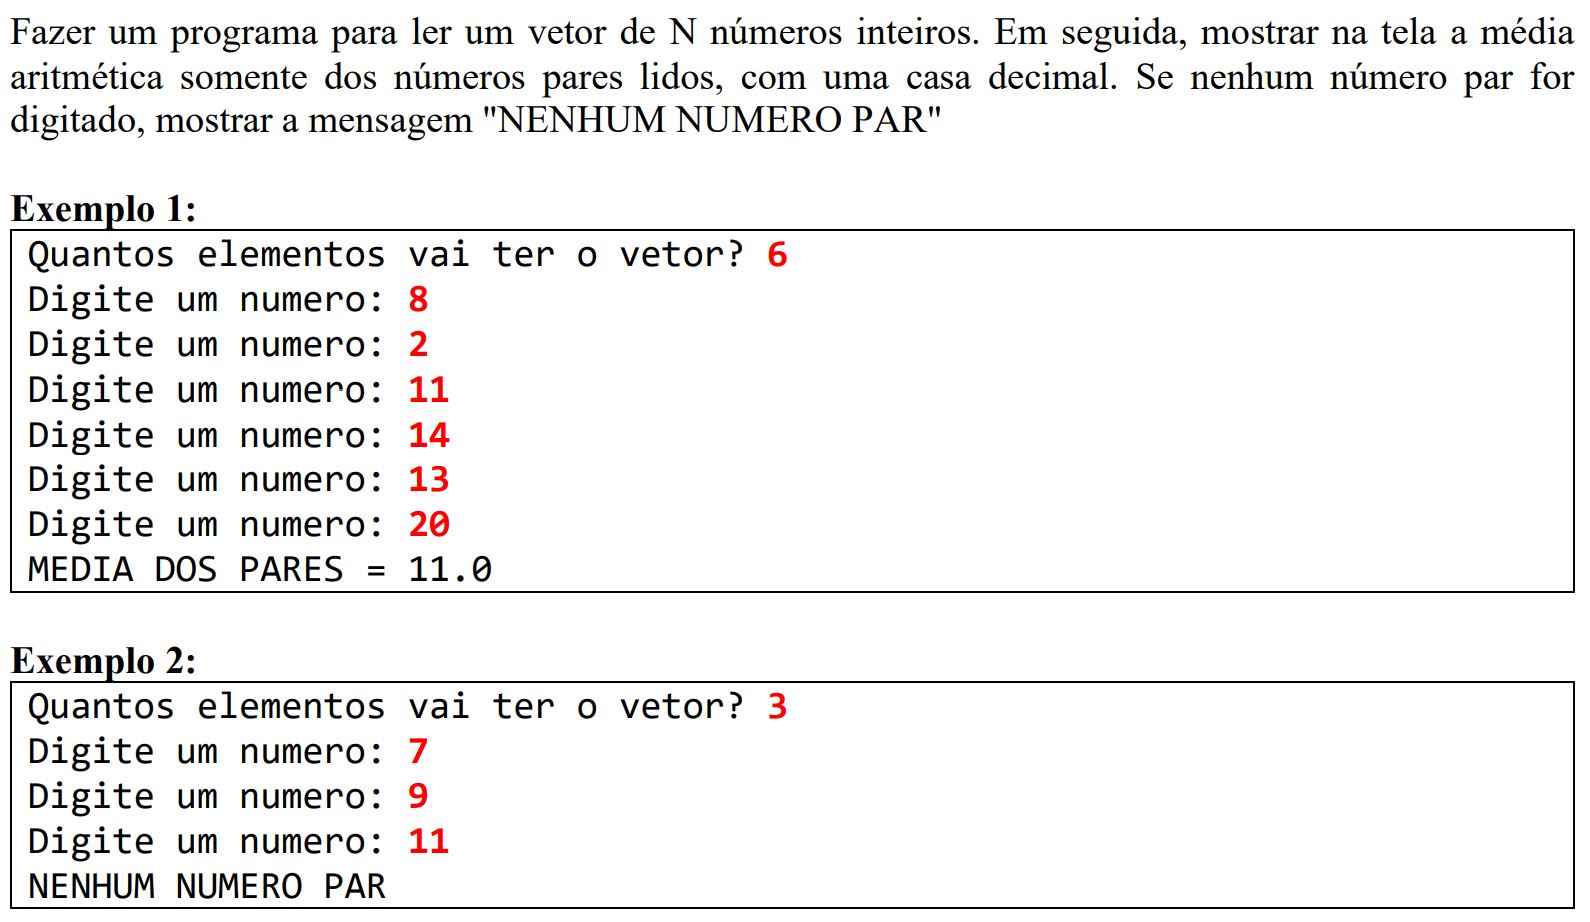 Fazer um programa para ler um vetor de N números inteiros. Em seguida, mostrar na tela a média
aritmética somente dos números pares lidos, com uma casa decimal. Se nenhum número par for
digitado, mostrar a mensagem "NENHUM NUMERO PAR"
Exemplo 1:
Quantos elementos vai ter o vetor? 6
Digite um numero: 8
Digite um numero: 2
Digite um numero: 11
Digite um numero: 14
Digite um numero: 13
Digite um numero: 20
MEDIA DOS PARES = 11.0
Exemplo 2:
Quantos elementos vai ter o vetor? 3
Digite um numero: 7
Digite um numero: 9
Digite um numero: 11
NENHUM NUMERO PAR